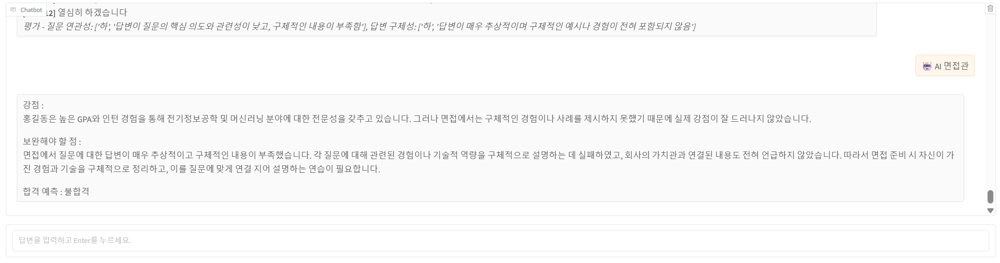 Chatbot
12] 열심히 하겠습니다
평가 - 질문 연관성: ['하', '답변이 질문의 핵심 의도와 관련성이 낮고, 구체적인 내용이 부족함'], 답변 구체성: ['하', '답변이 매우 추상적이며 구체적인 예시나 경험이 전혀 포함되지 않음']
AI 면접관
강점 :
홍길동은 높은 GPA와 인턴 경험을 통해 전기정보공학 및 머신러닝 분야에 대한 전문성을 갖추고 있습니다. 그러나 면접에서는 구체적인 경험이나 사례를 제시하지 못했기 때문에 실제 강점이 잘 드러나지 않았습니다.
보완해야 할 점 :
면접에서 질문에 대한 답변이 매우 추상적이고 구체적인 내용이 부족했습니다. 각 질문에 대해 관련된 경험이나 기술적 역량을 구체적으로 설명하는 데 실패하였고, 회사의 가치관과 연결된 내용도 전혀 언급하지 않았습니다. 따라서 면접 준비 시 자신이 가
진 경험과 기술을 구체적으로 정리하고, 이를 질문에 맞게 연결 지어 설명하는 연습이 필요합니다.
합격 예측 : 불합격
답변을 입력하고 Enter를 누르세요.